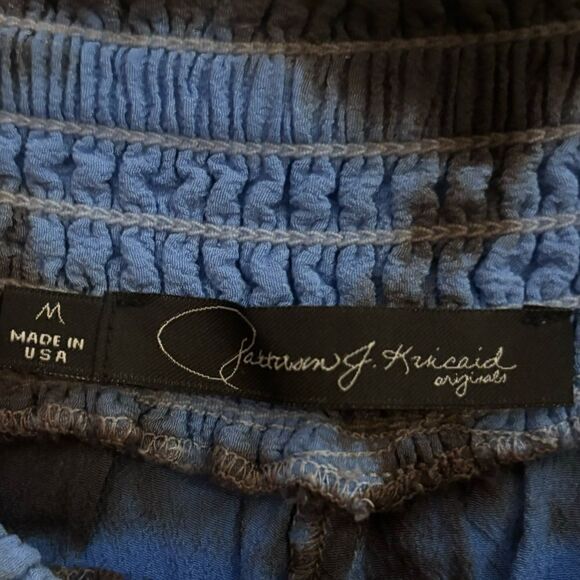 M
MADE IN
USA
Patterson J. Kincaid
originals